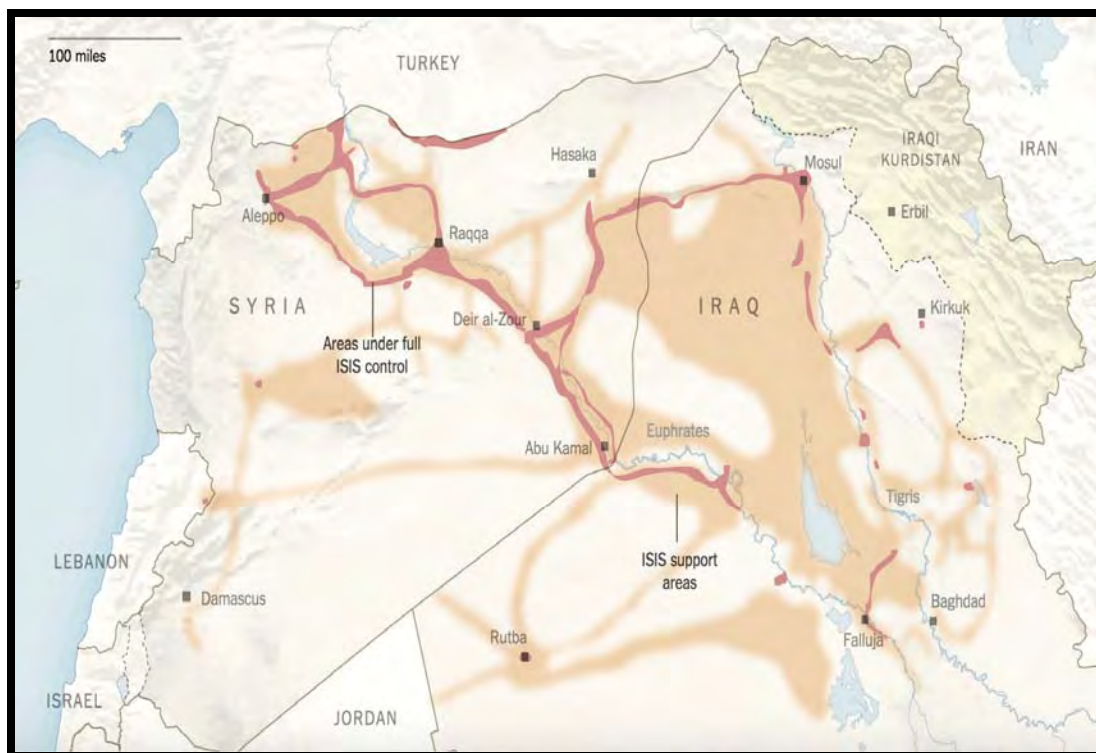 100 miles
TURKEY
IRAQI
KURDISTAN
IRAN
Hasaka
Mosul
Aleppo
Erbil
Raqqa
SYRIA
IRAQ
Kirkuk
Deir al-Zour
Areas under full
ISIS control
Abu Kamal
Euphrates
Tigris
LEBANON
ISIS support
areas
Damascus
Baghdad
Falluja
Rutba
ISRAEL
JORDAN